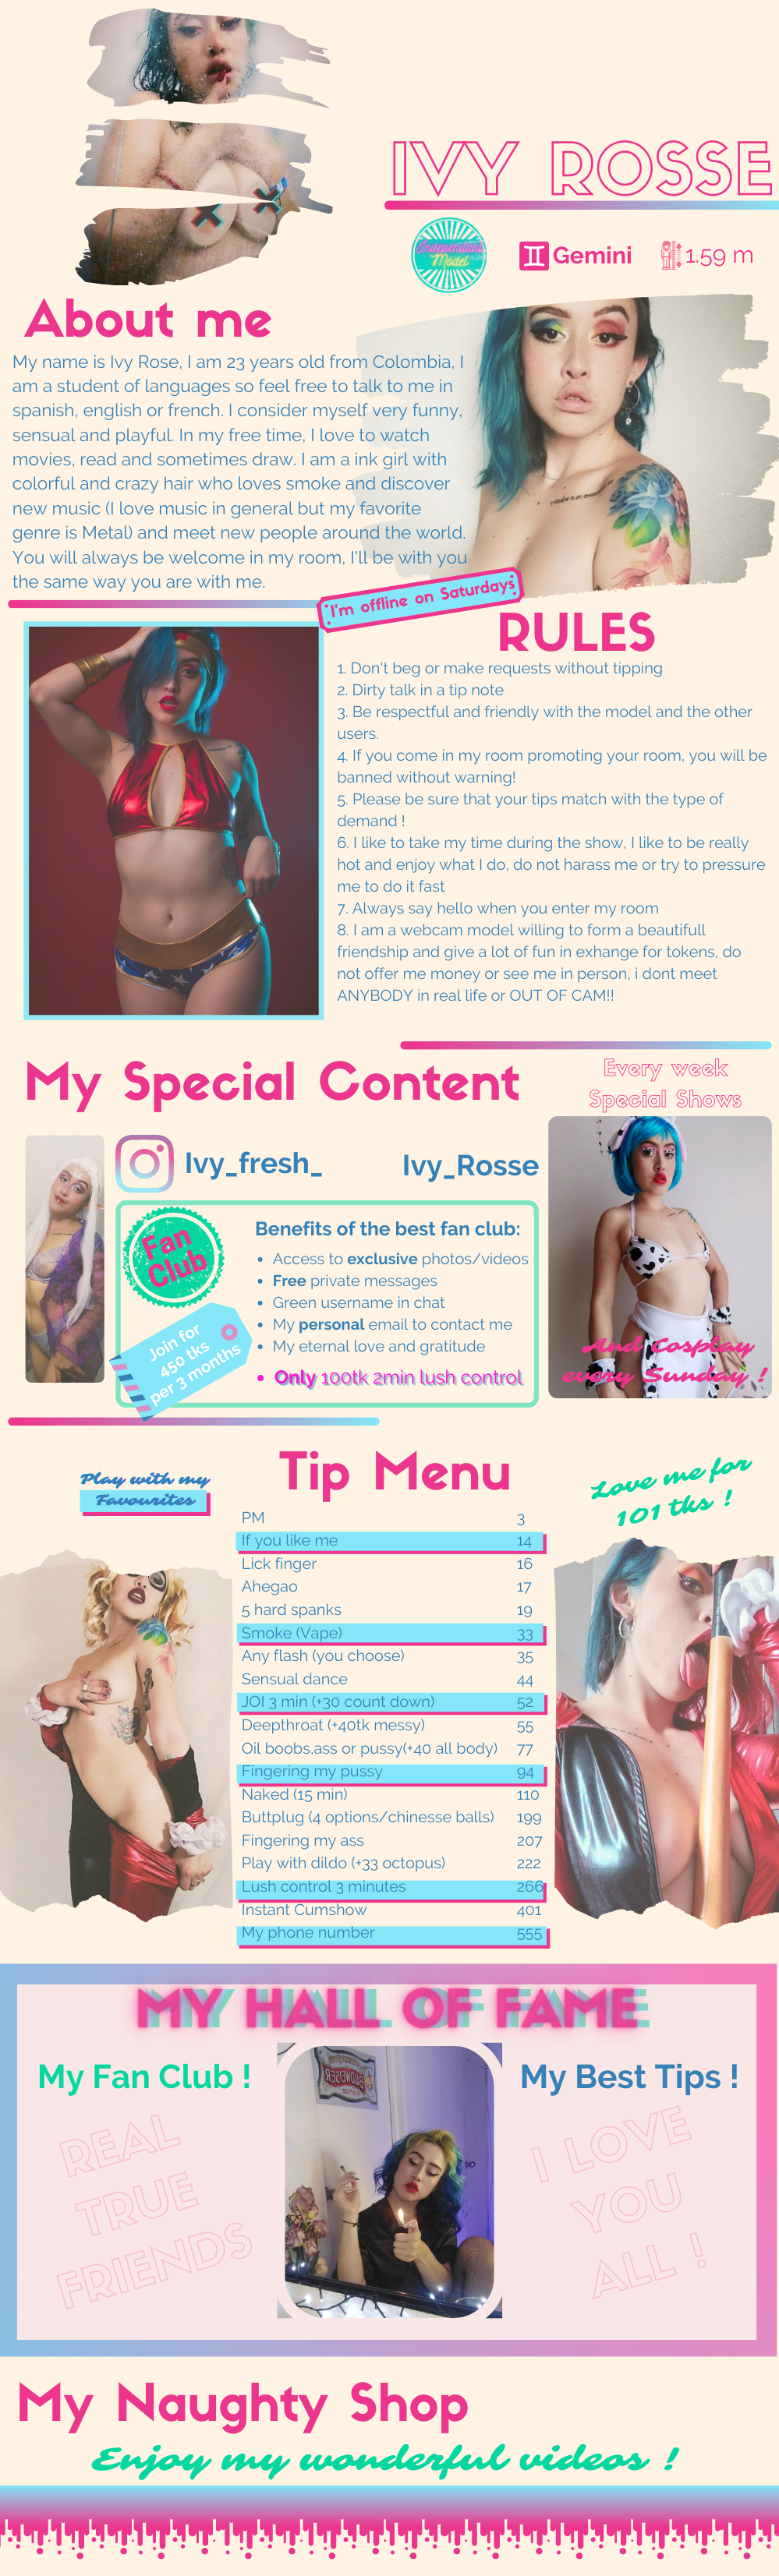 IVY ROSSE
Independent
Model
Gemini
1.59 m
About me
My name is Ivy Rose, I am 23 years old from Colombia, I
am a student of languages so feel free to talk to me in
spanish, english or french. I consider myself very funny,
sensual and playful. In my free time, I love to watch
movies, read and sometimes draw. I am a ink girl with
colorful and crazy hair who loves smoke and discover
new music (I love music in general but my favorite
genre is Metal) and meet new people around the world.
You will always be welcome in my room, I'll be with you
the same way you are with me.
I'm offline on Saturdays
RULES
1. Don't beg or make requests without tipping
2. Dirty talk in a tip note
3. Be respectful and friendly with the model and the other
users.
4. If you come in my room promoting your room, you will be
banned without warning!
5. Please be sure that your tips match with the type of
demand !
6. I like to take my time during the show, I like to be really
hot and enjoy what I do, do not harass me or try to pressure
me to do it fast
7. Always say hello when you enter my room
8. I am a webcam model willing to form a beautifull
friendship and give a lot of fun in exhange for tokens, do
not offer me money or see me in person, i dont meet
ANYBODY in real life or OUT OF CAM!!
My Special Content
Every week
Special Shows
Ivy_fresh_
Ivy_Rosse
Fan
Club
Join for
450 tks
per 3 months
Benefits of the best fan club:
• Access to exclusive photos/videos
• Free private messages
• Green username in chat
• My personal email to contact me
• My eternal love and gratitude
• Only 100tk 2min lush control
And Cosplay
every Sunday !
Tip Menu
Play with my
Favourites
Love me for
101 tks !
PM 3
If you like me 14
Lick finger 16
Ahegao 17
5 hard spanks 19
Smoke (Vape) 33
Any flash (you choose) 35
Sensual dance 44
JOI 3 min (+30 count down) 52
Deepthroat (+40tk messy) 55
Oil boobs,ass or pussy(+40 all body) 77
Fingering my pussy 94
Naked (15 min) 110
Buttplug (4 options/chinesse balls) 199
Fingering my ass 207
Play with dildo (+33 octopus) 222
Lush control 3 minutes 266
Instant Cumshow 401
My phone number 555
MY HALL OF FAME
My Fan Club !
My Best Tips !
REAL
TRUE
FRIENDS
BUDWEISER
I LOVE
YOU
ALL !
My Naughty Shop
Enjoy my wonderful videos !